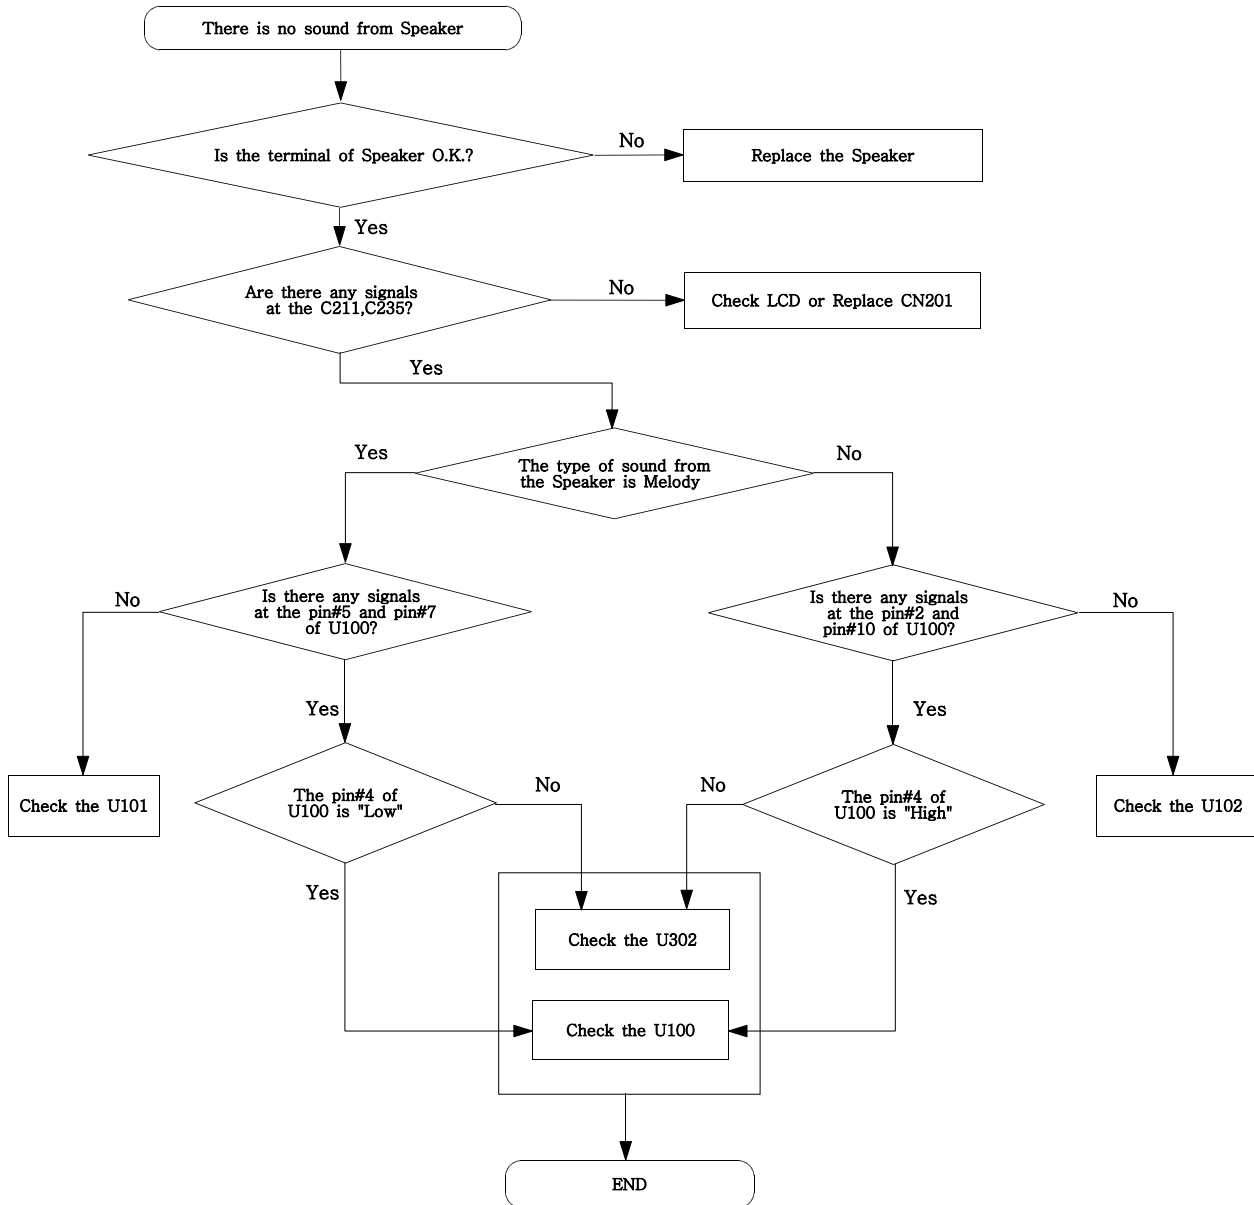 There is no sound from Speaker
Is the terminal of Speaker O.K.?
No
Replace the Speaker
Yes
Are there any signals
at the C211,C235?
No
Check LCD or Replace CN201
Yes
Yes
The type of sound from
the Speaker is Melody
No
No
Is there any signals
at the pin#5 and pin#7
of U100?
Is there any signals
at the pin#2 and
pin#10 of U100?
No
Yes
Yes
Check the U101
The pin#4 of
U100 is "Low"
No
No
The pin#4 of
U100 is "High"
Check the U102
Yes
Yes
Check the U302
Check the U100
END